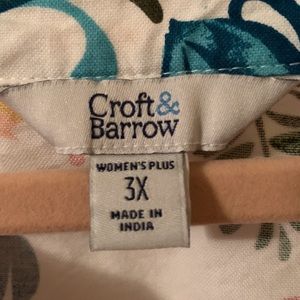 Croft&
Barrow
WOMEN'S PLUS
3X
MADE IN
INDIA